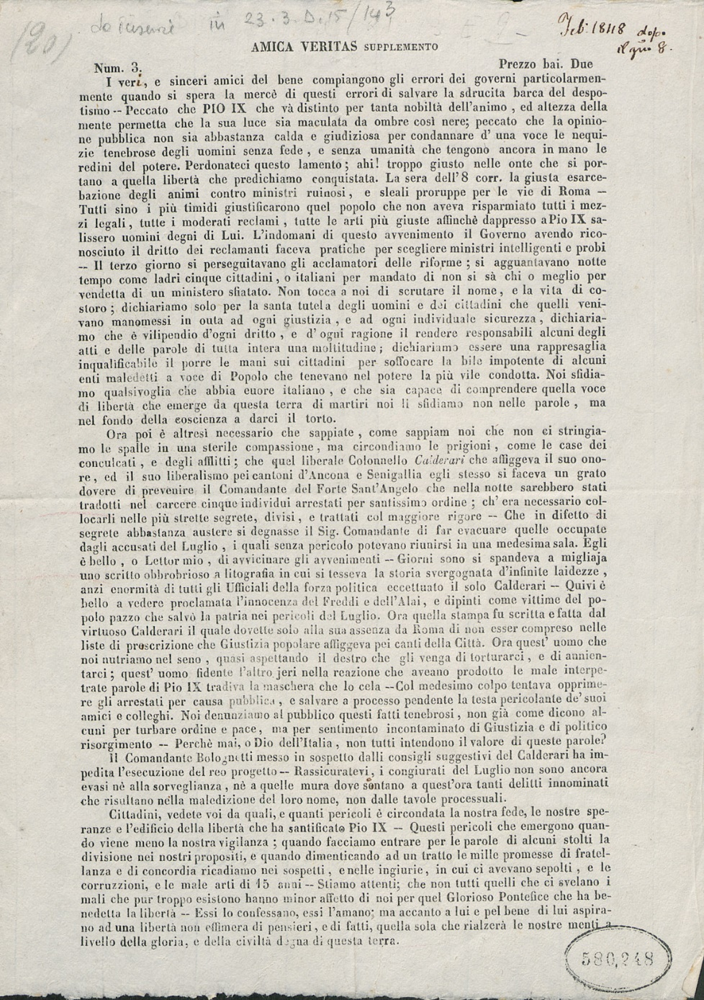 (20) da inserire in 23.3.D.15/143
Feb: 1848 dopo
il gno 8.
AMICA VERITAS SUPPLEMENTO
Num. 3. Prezzo bai. Due
I veri, e sinceri amici del bene compiangono gli errori dei governi particolarmen-
mente quando si spera la mercè di questi errori di salvare la sdrucita barca del despo-
tismo -- Peccato che PIO IX che và distinto per tanta nobiltà dell'animo , ed altezza della
mente permetta che la sua luce sia maculata da ombre così nere; peccato che la opinio-
ne pubblica non sia abbastanza calda e giudiziosa per condannare d' una voce le nequi-
zie tenebrose degli uomini senza fede , e senza umanità che tengono ancora in mano le
redini del potere. Perdonateci questo lamento ; ahi! troppo giusto nelle onte che si por-
tano a quella libertà che predichiamo conquistata. La sera dell' 8 corr. la giusta esarce-
bazione degli animi contro ministri ruinosi, e sleali proruppe per le vie di Roma —
Tutti sino i più timidi giustificarono quel popolo che non aveva risparmiato tutti i mez-
zi legali , tutte i moderati reclami , tutte le arti più giuste affinchè dappresso a Pio IX sa-
lissero uomini degni di Lui. L'indomani di questo avvenimento il Governo avendo rico-
nosciuto il dritto dei reclamanti faceva pratiche per scegliere ministri intelligenti e probi
-- Il terzo giorno si perseguitavano gli acclamatori delle riforme ; si agguantavano notte
tempo come ladri cinque cittadini , o italiani per mandato di non si sà chi o meglio per
vendetta di un ministero sfiatato. Non tocca a noi di scrutare il nome , e la vita di co-
storo ; dichiariamo solo per la santa tutela degli uomini e dei cittadini che quelli veni-
vano manomessi in outa ad ogni giustizia , e ad ogni individuale sicurezza , dichiaria-
mo che è vilipendio d'ogni dritto , e d' ogni ragione il rendere responsabili alcuni degli
atti e delle parole di tutta intera una moltitudine ; dichiariamo essere una rappresaglia
inqualificabile il porre le mani sui cittadini per soffocare la bile impotente di alcuni
enti maledetti a voce di Popolo che tenevano nel potere la più vile condotta. Noi sfidia-
mo qualsivoglia che abbia cuore italiano , e che sia capace di comprendere quella voce
di libertà che emerge da questa terra di martiri noi li sfidiamo non nelle parole , ma
nel fondo della coscienza a darci il torto.
Ora poi è altresì necessario che sappiate , come sappiam noi che non ci stringia-
mo le spalle in una sterile compassione , ma circondiamo le prigioni , come le case dei
conculcati , e degli afflitti ; che quel liberale Colonnello Calderari che affiggeva il suo ono-
re , ed il suo liberalismo pei cantoni d'Ancona e Senigallia egli stesso si faceva un grato
dovere di prevenire il Comandante del Forte Sant'Angelo che nella notte sarebbero stati
tradotti nel carcere cinque individui arrestati per santissimo ordine ; ch' era necessario col-
locarli nelle più strette segrete, divisi , e trattati col maggiore rigore -- Che in difetto di
segrete abbastanza austere si degnasse il Sig. Comandante di far evacuare quelle occupate
dagli accusati del Luglio , i quali senza pericolo potevano riunirsi in una medesima sala. Egli
è bello , o Lettor mio , di avvicinare gli avvenimenti -- Giorni sono si spandeva a migliaja
uno scritto obbrobrioso a litografia in cui si tesseva la storia svergognata d'infinite laidezze ,
anzi enormità di tutti gli Ufficiali della forza politica eccettuato il solo Calderari -- Quivi è
bello a vedere proclamata l'innocenza del Freddi e dell'Alai, e dipinti come vittime del po-
polo pazzo che salvò la patria nei pericoli del Luglio. Ora quella stampa fu scritta e fatta dal
virtuoso Calderari il quale dovette solo alla sua assenza da Roma di non esser compreso nelle
liste di proscrizione che Giustizia popolare affiggeva pei canti della Città. Ora quest' uomo che
noi nutriamo nel seno , quasi aspettando il destro che gli venga di torturarci , e di annien-
tarci ; quest' uomo fidente l'altro jeri nella reazione che aveano prodotto le male interpe-
trate parole di Pio IX tradiva la maschera che lo cela --Col medesimo colpo tentava opprime-
re gli arrestati per causa pubblica , e salvare a processo pendente la testa pericolante de' suoi
amici e colleghi. Noi denunziamo al pubblico questi fatti tenebrosi , non già come dicono al-
cuni per turbare ordine e pace, ma per sentimento incontaminato di Giustizia e di politico
risorgimento -- Perchè mai, o Dio dell'Italia , non tutti intendono il valore di queste parole?
Il Comandante Bolognetti messo in sospetto dalli consigli suggestivi del Calderari ha im-
pedita l'esecuzione del reo progetto -- Rassicuratevi, i congiurati del Luglio non sono ancora
evasi nè alla sorveglianza , nè a quelle mura dove sontano a quest'ora tanti delitti innominati
che risultano nella maledizione del loro nome, non dalle tavole processuali.
Cittadini, vedete voi da quali, e quanti pericoli è circondata la nostra fede, le nostre spe-
ranze e l'edificio della libertà che ha santificato Pio IX -- Questi pericoli che emergono quan-
do viene meno la nostra vigilanza ; quando facciamo entrare per le parole di alcuni stolti la
divisione nei nostri propositi, e quando dimenticando ad un tratto le mille promesse di fratel-
lanza e di concordia ricadiamo nei sospetti , e nelle ingiurie, in cui ci avevano sepolti , e le
corruzzioni, e le male arti di 15 anni -- Stiamo attenti; che non tutti quelli che ci svelano i
mali che pur troppo esistono hanno minor affetto di noi per quel Glorioso Pontefice che ha be-
nedetta la libertà -- Essi lo confessano, essi l'amano; ma accanto a lui e pel bene di lui aspira-
no ad una libertà non effimera di pensieri , e di fatti, quella sola che rialzerà le nostre menti a
livello della gloria, e della civiltà degna di questa terra.
580,248